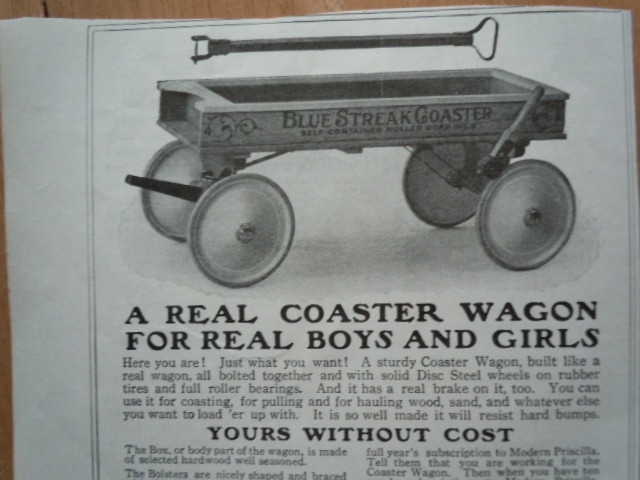 BLUE STREAK COASTER
SELF-CONTAINED ROLLER BEARINGS
A REAL COASTER WAGON
FOR REAL BOYS AND GIRLS
Here you are! Just what you want! A sturdy Coaster Wagon, built like a
real wagon, all bolted together and with solid Disc Steel wheels on rubber
tires and full roller bearings. And it has a real brake on it, too. You can
use it for coasting, for pulling and for hauling wood, sand, and whatever else
you want to load 'er up with. It is so well made it will resist hard bumps.
YOURS WITHOUT COST
The Box, or body part of the wagon, is made
of selected hardwood well seasoned.
The Bolsters are nicely shaped and braced
full year's subscription to Modern Priscilla.
Tell them that you are working for the
Coaster Wagon. Then when you have ten